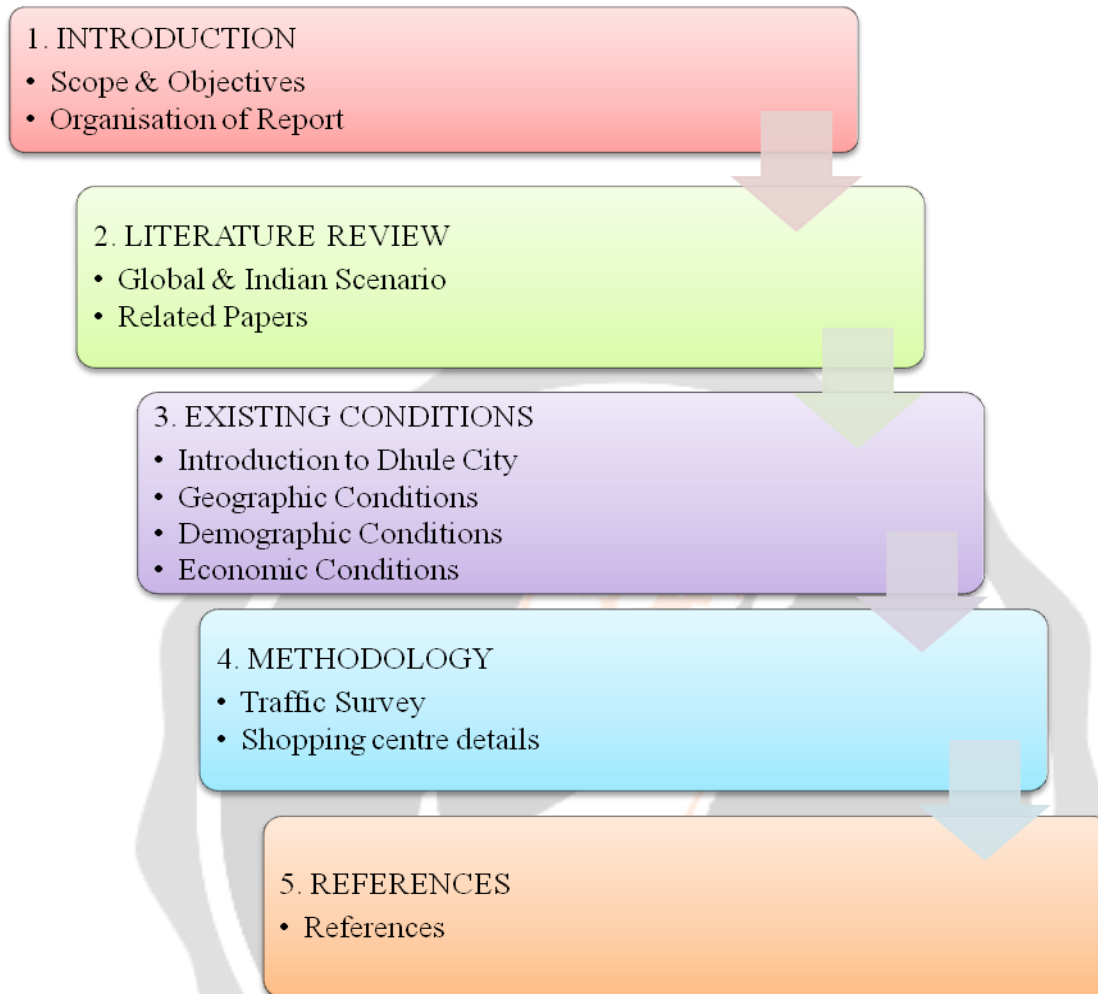 1. INTRODUCTION
• Scope & Objectives
• Organisation of Report
2. LITERATURE REVIEW
• Global & Indian Scenario
• Related Papers
3. EXISTING CONDITIONS
• Introduction to Dhule City
• Geographic Conditions
• Demographic Conditions
• Economic Conditions
4. METHODOLOGY
• Traffic Survey
• Shopping centre details
5. REFERENCES
• References